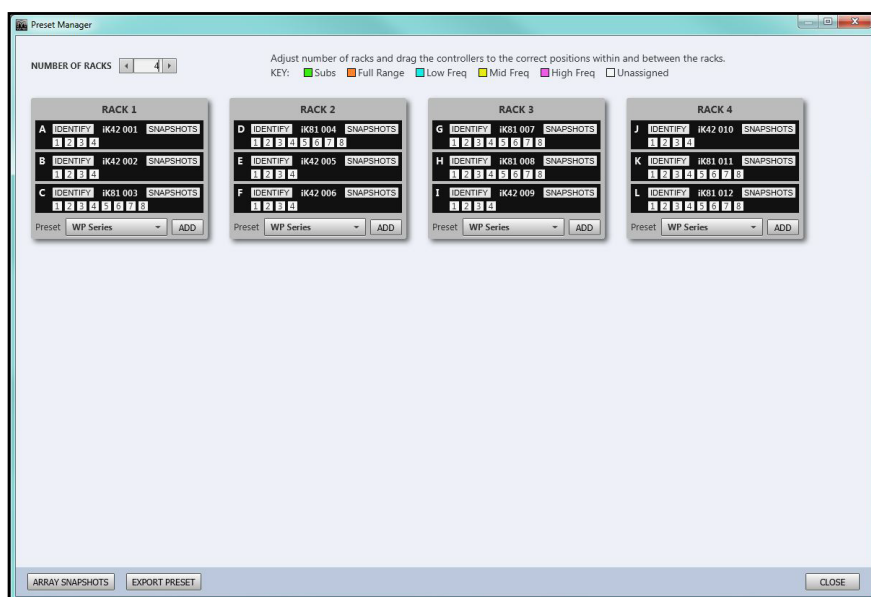 Preset Manager
NUMBER OF RACKS 4
Adjust number of racks and drag the controllers to the correct positions within and between the racks.
KEY: Subs Full Range Low Freq Mid Freq High Freq Unassigned
RACK 1
A IDENTIFY iK42 001 SNAPSHOTS
1 2 3 4
B IDENTIFY iK42 002 SNAPSHOTS
1 2 3 4
C IDENTIFY iK81 003 SNAPSHOTS
1 2 3 4 5 6 7 8
Preset WP Series ADD
RACK 2
D IDENTIFY iK81 004 SNAPSHOTS
1 2 3 4 5 6 7 8
E IDENTIFY iK42 005 SNAPSHOTS
1 2 3 4
F IDENTIFY iK42 006 SNAPSHOTS
1 2 3 4
Preset WP Series ADD
RACK 3
G IDENTIFY iK81 007 SNAPSHOTS
1 2 3 4 5 6 7 8
H IDENTIFY iK81 008 SNAPSHOTS
1 2 3 4 5 6 7 8
I IDENTIFY iK42 009 SNAPSHOTS
1 2 3 4
Preset WP Series ADD
RACK 4
J IDENTIFY iK42 010 SNAPSHOTS
1 2 3 4
K IDENTIFY iK81 011 SNAPSHOTS
1 2 3 4 5 6 7 8
L IDENTIFY iK81 012 SNAPSHOTS
1 2 3 4 5 6 7 8
Preset WP Series ADD
ARRAY SNAPSHOTS EXPORT PRESET CLOSE